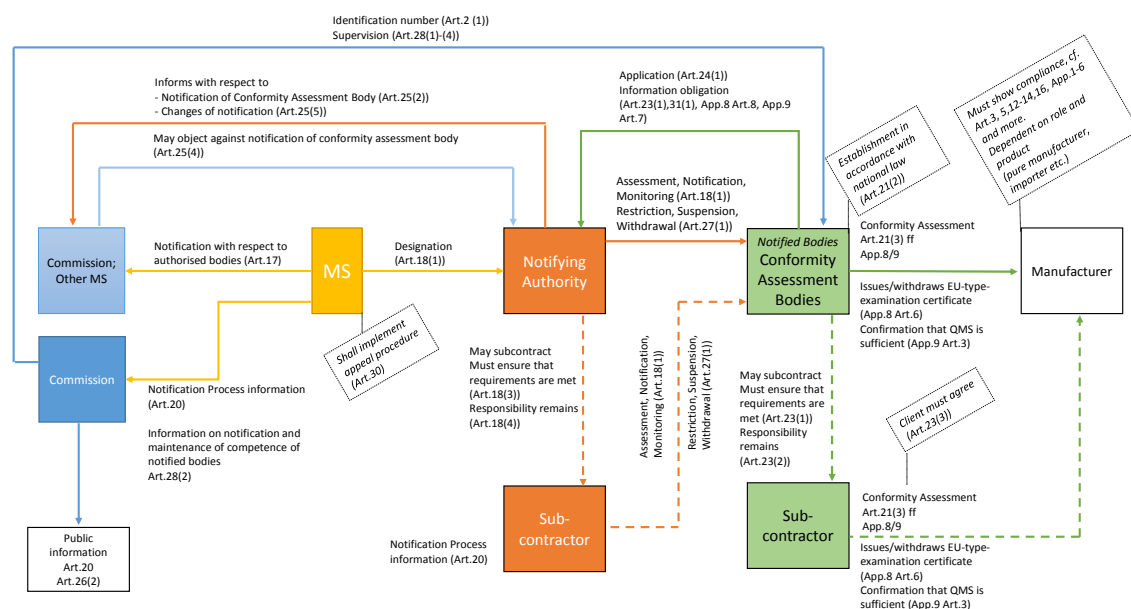 Identification number (Art.2 (1))
Supervision (Art.28(1)-(4))
Informs with respect to
- Notification of Conformity Assessment Body (Art.25(2))
- Changes of notification (Art.25(5))
May object against notification of conformity assessment body
(Art.25(4))
Application (Art.24(1))
Information obligation
(Art.23(1),31(1), App.8 Art.8, App.9
Art.7)
Establishment in
accordance with
national law
(Art.21(2))
Must show compliance, cf.
Art.3, 5,12-14,16, App.1-6
and more.
Dependent on role and
product
(pure manufacturer,
importer etc.)
Assessment, Notification,
Monitoring (Art.18(1))
Restriction, Suspension,
Withdrawal (Art.27(1))
Commission;
Other MS
Notification with respect to
authorised bodies (Art.17)
MS
Designation
(Art.18(1))
Notifying
Authority
Notified Bodies
Conformity
Assessment
Bodies
Conformity Assessment
Art.21(3) ff
App.8/9
Manufacturer
Issues/withdraws EU-type-
examination certificate
(App.8 Art.6)
Confirmation that QMS is
sufficient (App.9 Art.3)
Shall implement
appeal procedure
(Art.30)
Commission
Notification Process information
(Art.20)
Information on notification and
maintenance of competence of
notified bodies
Art.28(2)
May subcontract
Must ensure that
requirements are met
(Art.18(3))
Responsibility remains
(Art.18(4))
Assessment, Notification,
Monitoring (Art.18(1))
Restriction, Suspension,
Withdrawal (Art.27(1))
May subcontract
Must ensure that
requirements are
met (Art.23(1))
Responsibility
remains
(Art.23(2))
Client must agree
(Art.23(3))
Public
information
Art.20
Art.26(2)
Notification Process
information (Art.20)
Sub-
contractor
Sub-
contractor
Conformity Assessment
Art.21(3) ff
App.8/9
Issues/withdraws EU-type-
examination certificate
(App.8 Art.6)
Confirmation that QMS is
sufficient (App.9 Art.3)